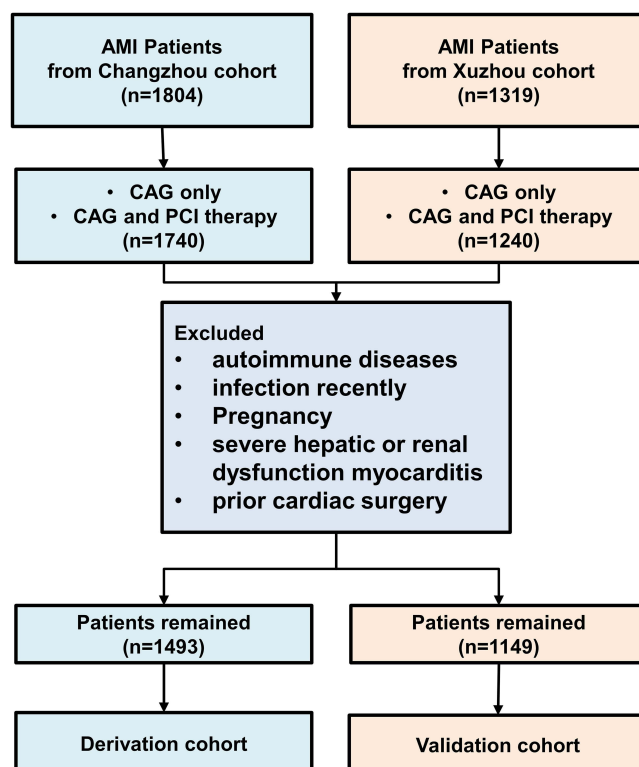 AMI Patients
from Changzhou cohort
(n=1804)
AMI Patients
from Xuzhou cohort
(n=1319)
• CAG only
• CAG and PCI therapy
(n=1740)
• CAG only
• CAG and PCI therapy
(n=1240)
Excluded
• autoimmune diseases
• infection recently
• Pregnancy
• severe hepatic or renal
dysfunction myocarditis
• prior cardiac surgery
Patients remained
(n=1493)
Patients remained
(n=1149)
Derivation cohort
Validation cohort